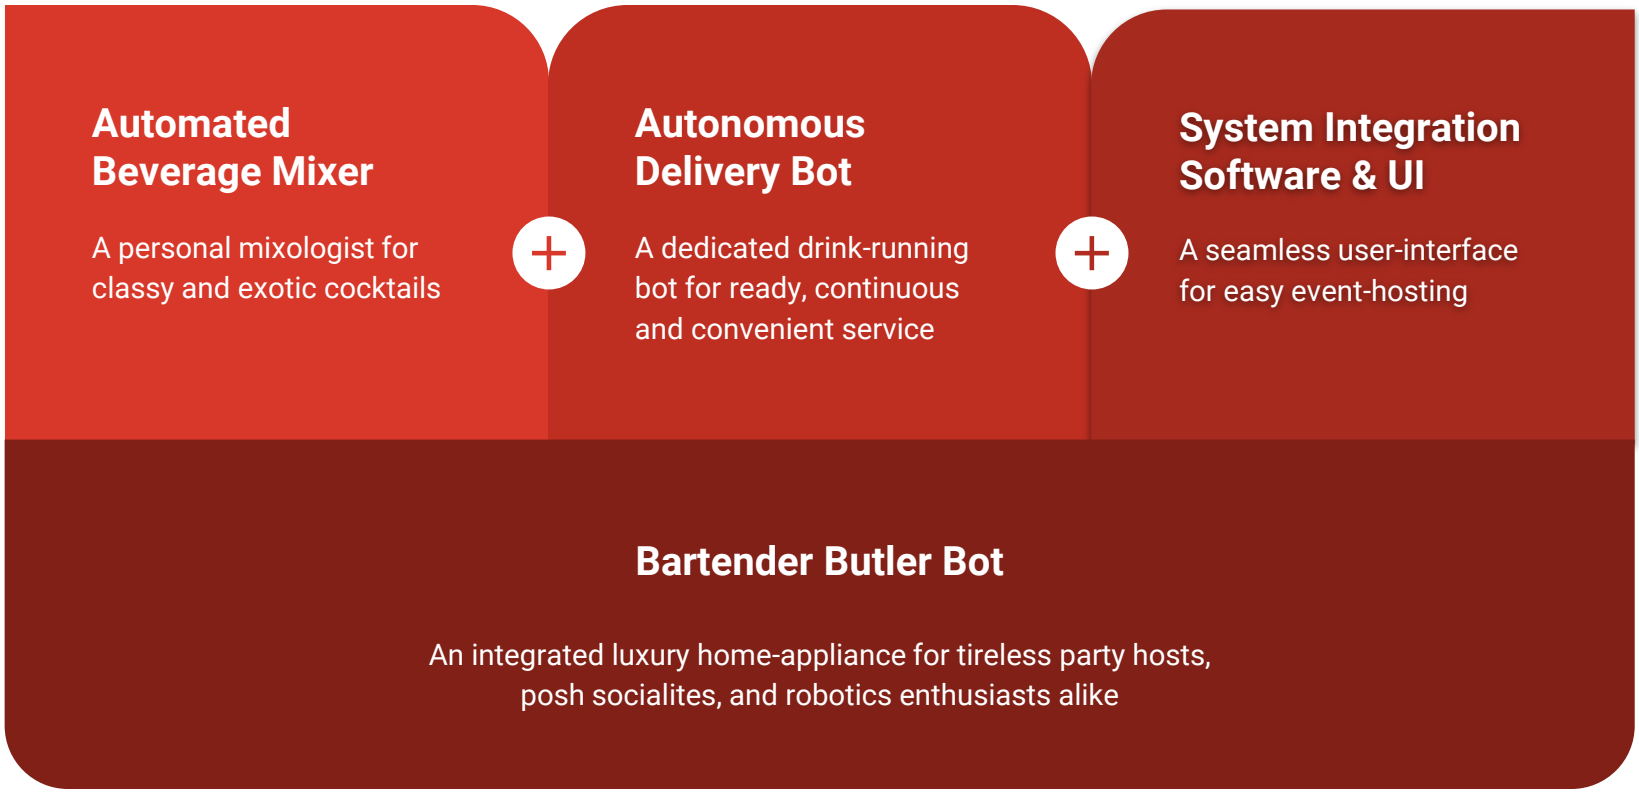 Automated
Beverage Mixer
A personal mixologist for
classy and exotic cocktails
+
Autonomous
Delivery Bot
A dedicated drink-running
bot for ready, continuous
and convenient service
+
System Integration
Software & UI
A seamless user-interface
for easy event-hosting
Bartender Butler Bot
An integrated luxury home-appliance for tireless party hosts,
posh socialites, and robotics enthusiasts alike